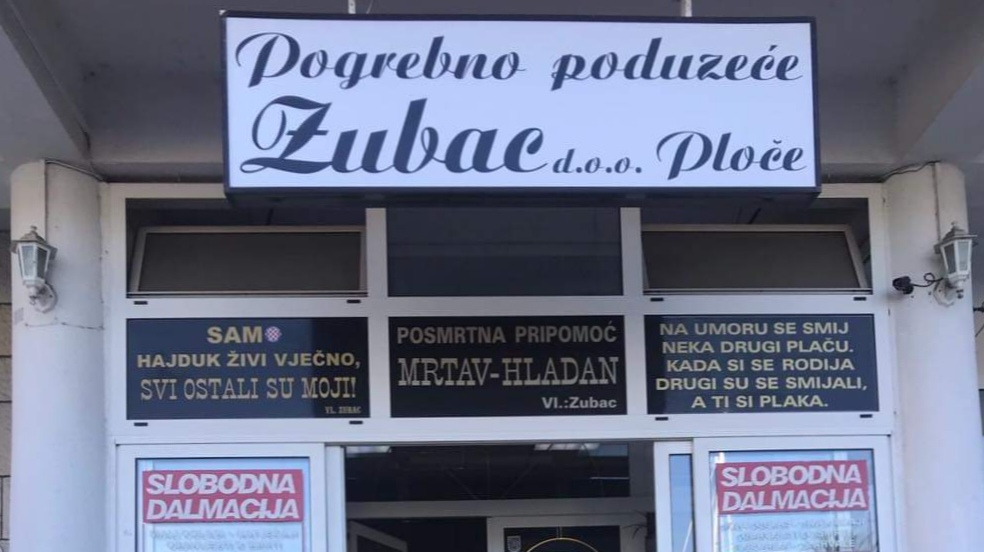 Pogrebno poduzeće
Zubac d.o.o. Ploče
SAMO
HAJDUK ŽIVI VJEČNO,
SVI OSTALI SU MOJI!
VL. ZUBAC
POSMRTNA PRIPOMOĆ
MRTAV-HLADAN
Vl.:Zubac
NA UMORU SE SMIJ
NEKA DRUGI PLAČU.
KADA SI SE RODIJA
DRUGI SU SE SMIJALI,
A TI SI PLAKA.
SLOBODNA
DALMACIJA
SLOBODNA
DALMACIJA